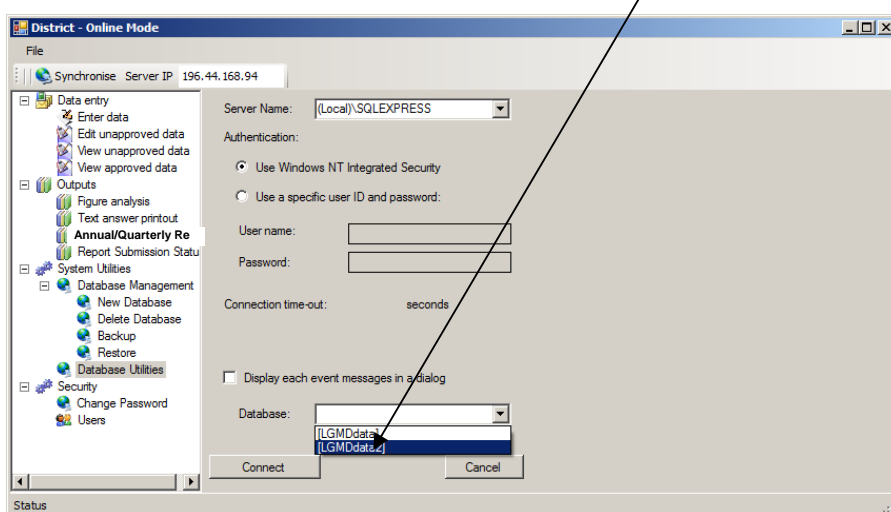 District - Online Mode
File
Synchronise Server IP 196.44.168.94
Data entry
Enter data
Edit unapproved data
View unapproved data
View approved data
Outputs
Figure analysis
Text answer printout
Annual/Quarterly Re
Report Submission Statu
System Utilities
Database Management
New Database
Delete Database
Backup
Restore
Database Utilities
Security
Change Password
Users
Server Name: (Local)\SQLEXPRESS
Authentication:
Use Windows NT Integrated Security
Use a specific user ID and password:
User name:
Password:
Connection time-out: seconds
Display each event messages in a dialog
Database:
[LGMDdata]
[LGMDdata2]
Connect Cancel
Status